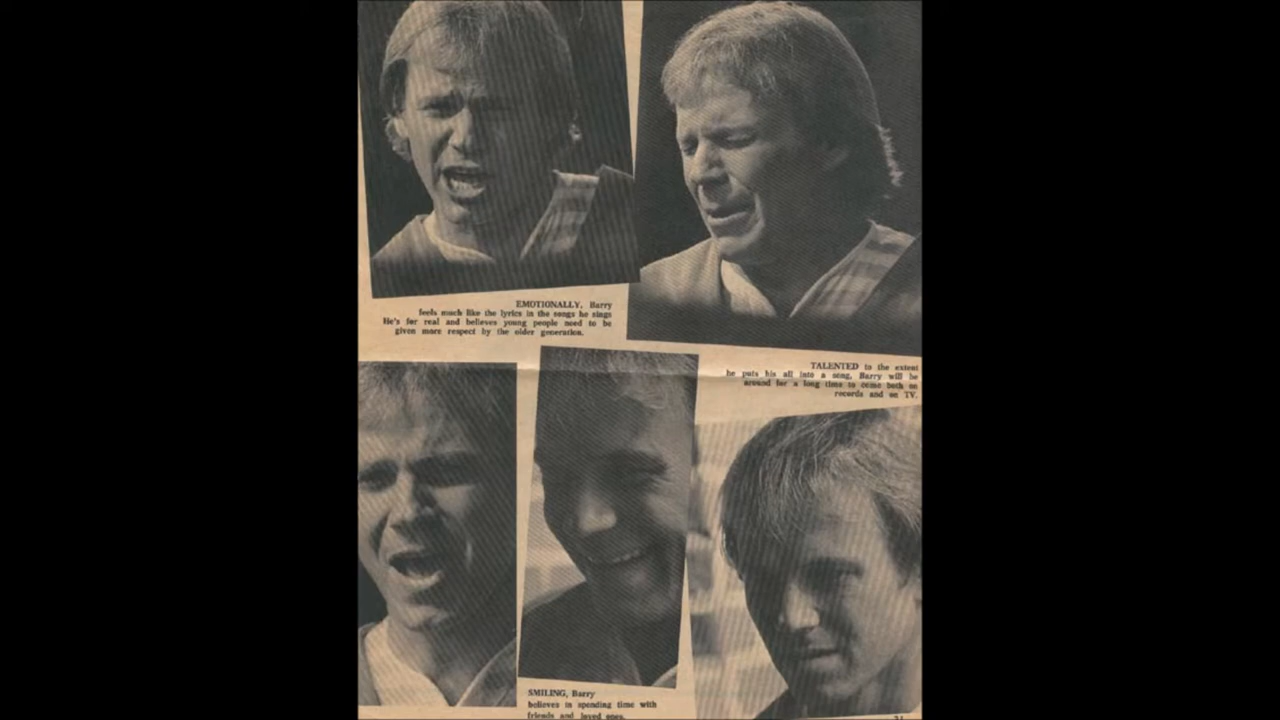 EMOTIONALLY, Barry
feels much like the lyrics in the songs he sings
He's for real and believes young people need to be
given more respect by the older generation.
TALENTED to the extent
he puts his all into a song, Barry will be
around for a long time to come both on
records and on TV.
SMILING, Barry
believes in spending time with
friends and loved ones.